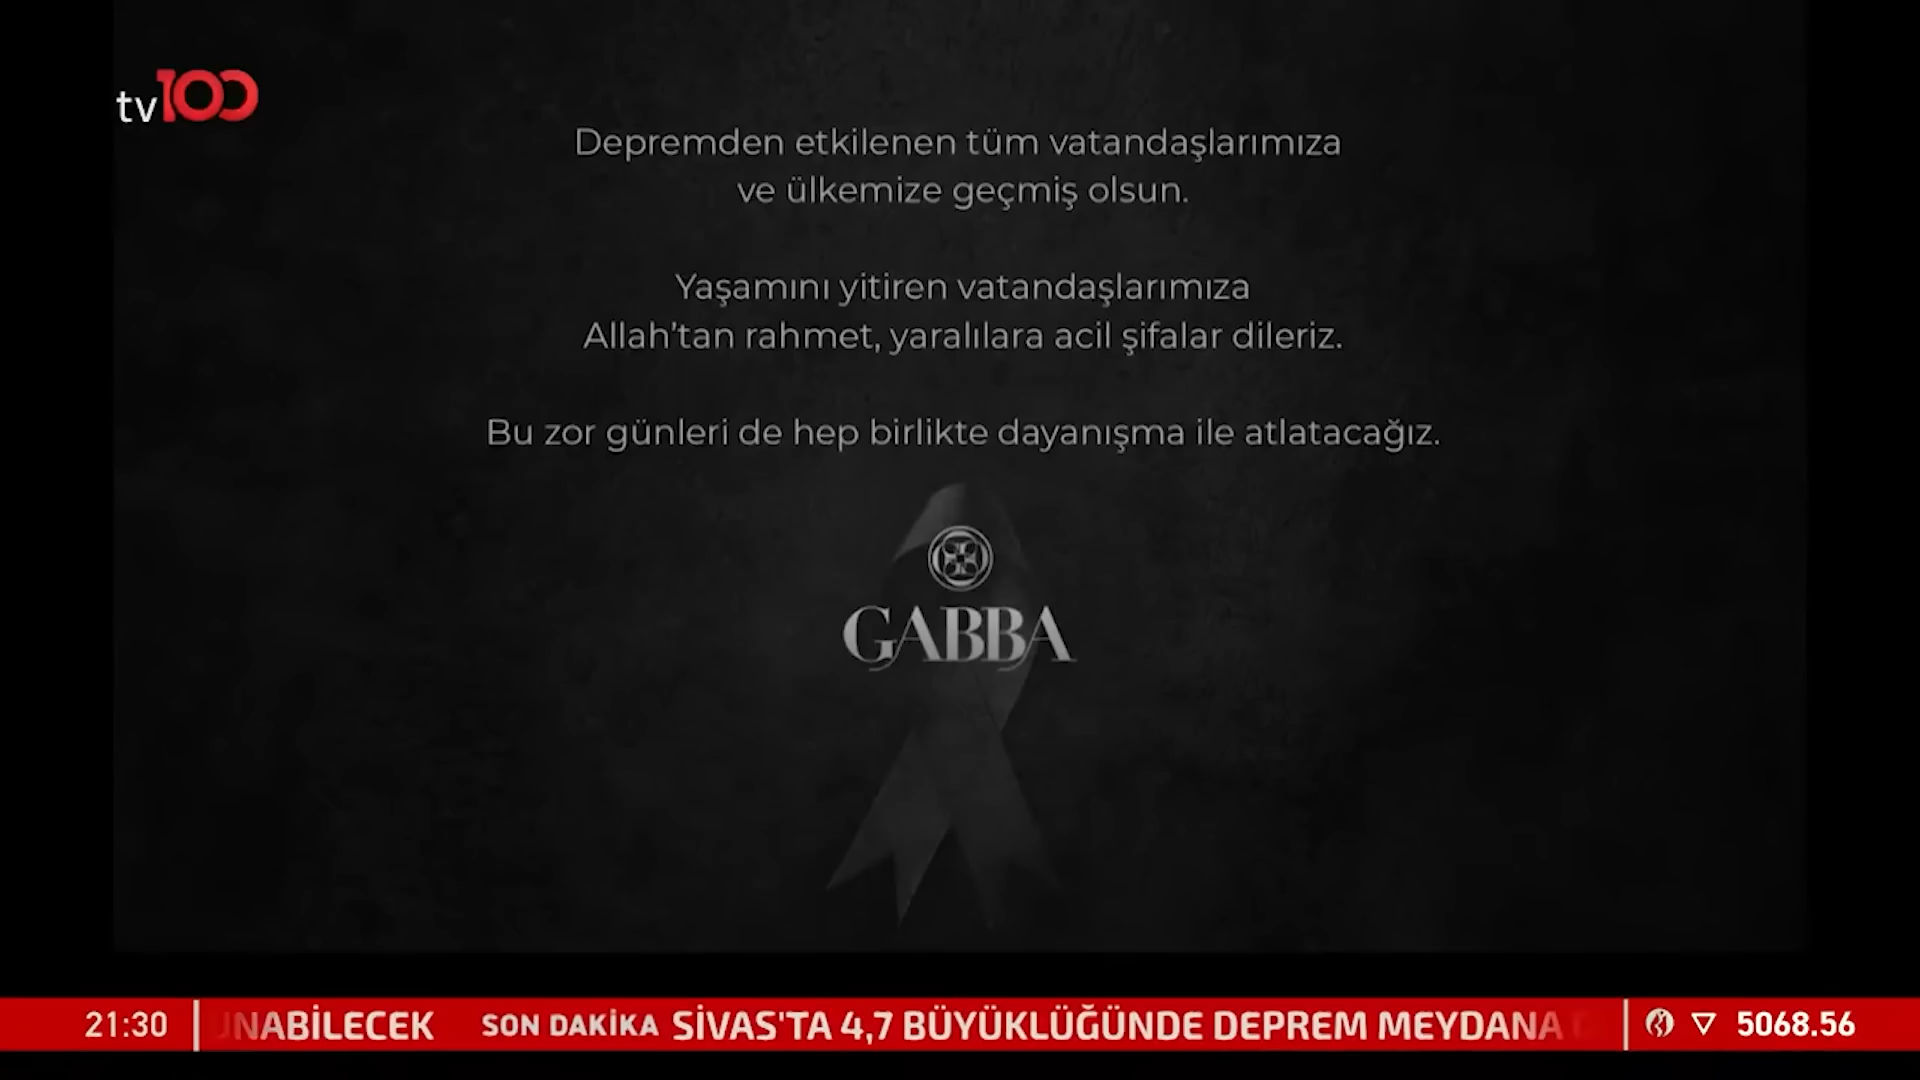 tv100
Depremden etkilenen tüm vatandaşlarımıza
ve ülkemize geçmiş olsun.
Yaşamını yitiren vatandaşlarımıza
Allah'tan rahmet, yaralılara acil şifalar dileriz.
Bu zor günleri de hep birlikte dayanışma ile atlatacağız.
GABBA
21:30 NABİLECEK SON DAKİKA SİVAS'TA 4,7 BÜYÜKLÜĞÜNDE DEPREM MEYDANA 5068.56